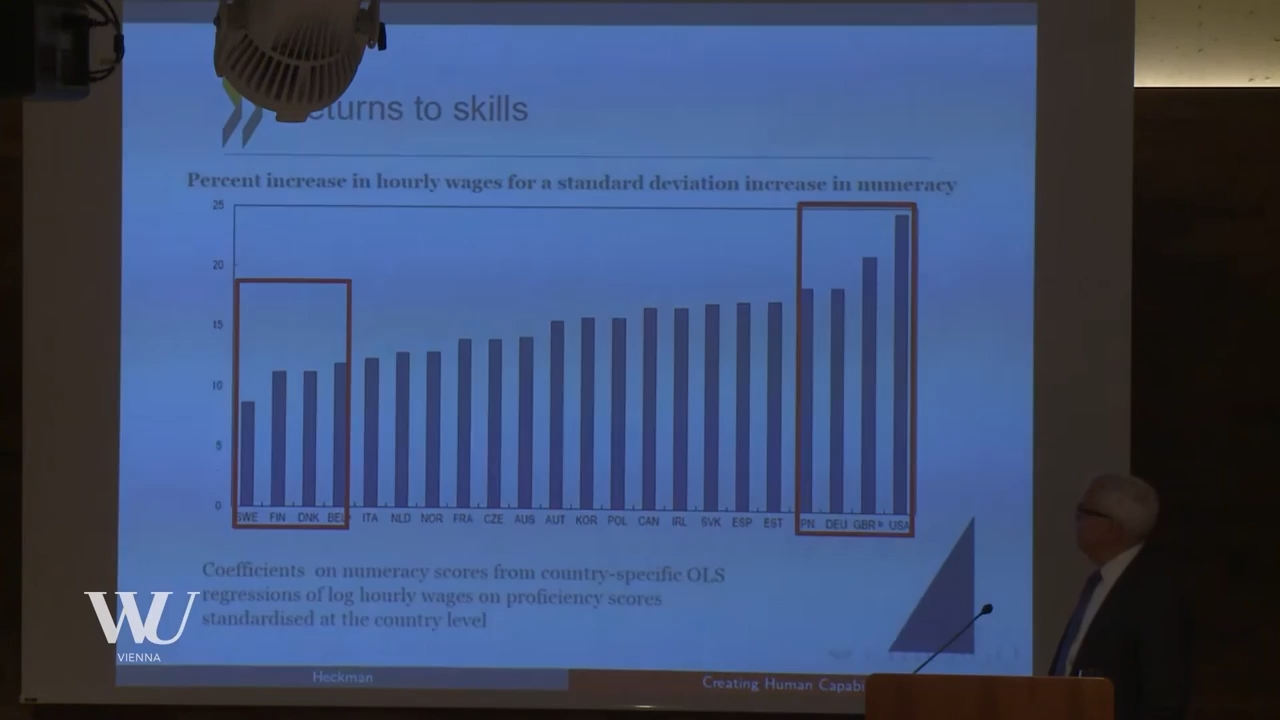 eturns to skills
Percent increase in hourly wages for a standard deviation increase in numeracy
25
20
15
10
5
0
SWE FIN DNK BEL ITA NLD NOR FRA CZE AUS AUT KOR POL CAN IRL SVK ESP EST PN DEU GBR* USA
Coefficients on numeracy scores from country-specific OLS
regressions of log hourly wages on proficiency scores
standardised at the country level
WU
VIENNA
Heckman
Creating Human Capabi